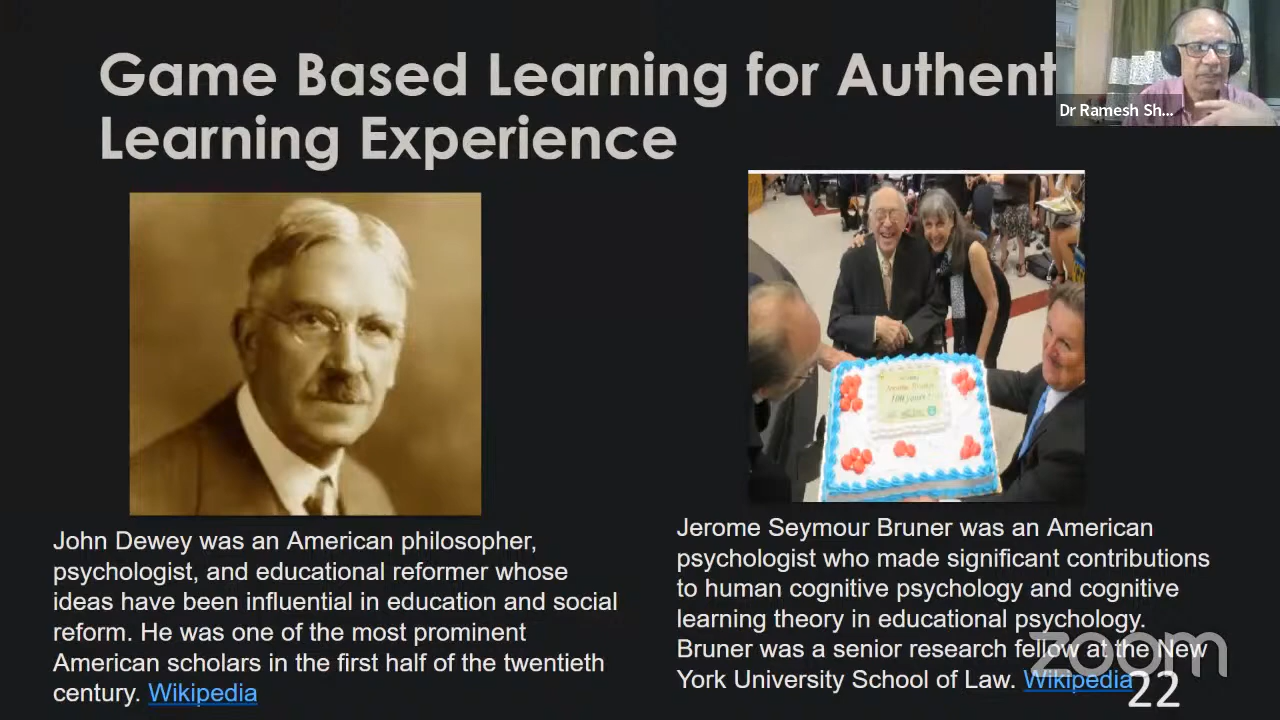 Game Based Learning for Authent
Learning Experience
Dr Ramesh Sh...
Jerome Bruner
100 years!
John Dewey was an American philosopher,
psychologist, and educational reformer whose
ideas have been influential in education and social
reform. He was one of the most prominent
American scholars in the first half of the twentieth
century. Wikipedia
Jerome Seymour Bruner was an American
psychologist who made significant contributions
to human cognitive psychology and cognitive
learning theory in educational psychology.
Bruner was a senior research fellow at the New
York University School of Law. Wikipedia
zoom
22